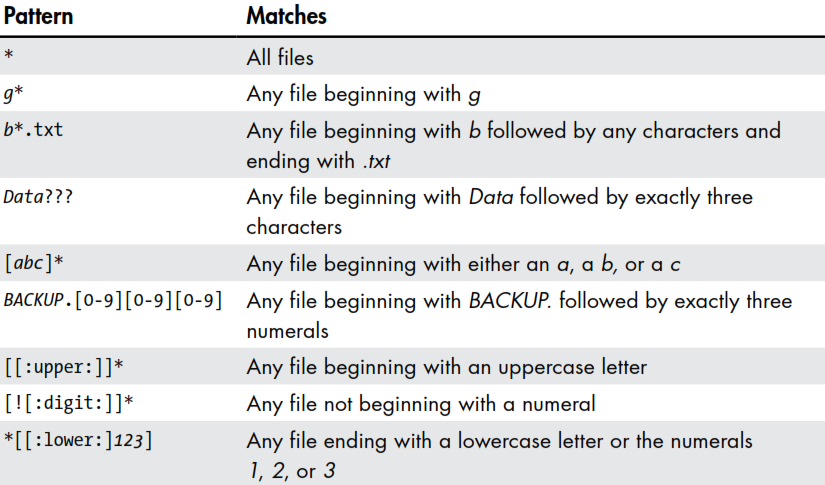 Pattern Matches
* All files
g* Any file beginning with g
b*.txt Any file beginning with b followed by any characters and
ending with .txt
Data??? Any file beginning with Data followed by exactly three
characters
[abc]* Any file beginning with either an a, a b, or a c
BACKUP.[0-9][0-9][0-9] Any file beginning with BACKUP. followed by exactly three
numerals
[[:upper:]]* Any file beginning with an uppercase letter
[![:digit:]]* Any file not beginning with a numeral
*[[:lower:]123] Any file ending with a lowercase letter or the numerals
1, 2, or 3